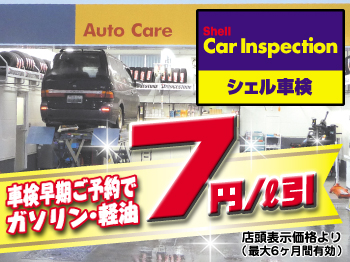 Auto Care
Shell
Car Inspection
シェル車検
車検早期ご予約で
ガソリン・軽油
7円/ℓ引
店頭表示価格より
(最大6ヶ月間有効)